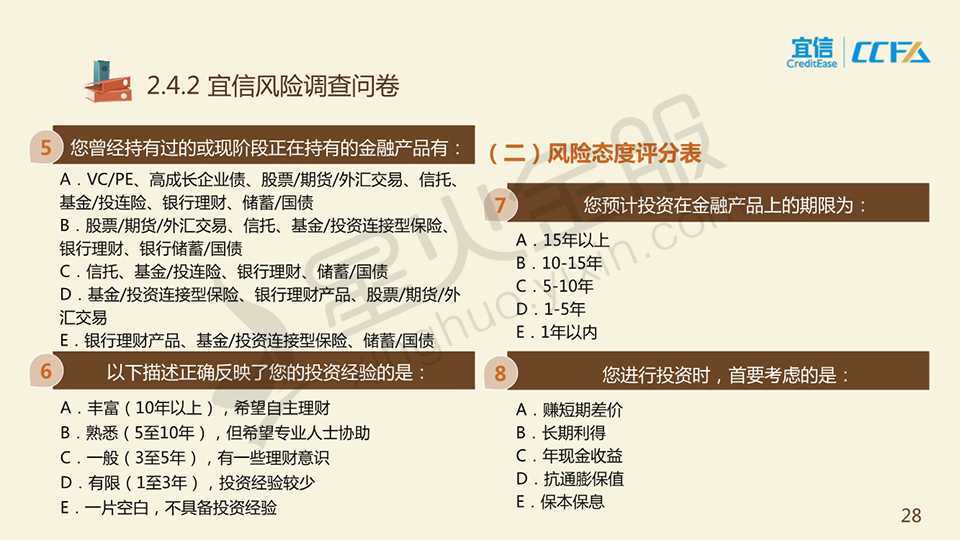 宜信
CreditEase
CCFA
2.4.2 宜信风险调查问卷
5 您曾经持有过的或现阶段正在持有的金融产品有：
A．VC/PE、高成长企业债、股票/期货/外汇交易、信托、
基金/投连险、银行理财、储蓄/国债
B．股票/期货/外汇交易、信托、基金/投资连接型保险、
银行理财、银行储蓄/国债
C．信托、基金/投连险、银行理财、储蓄/国债
D．基金/投资连接型保险、银行理财产品、股票/期货/外
汇交易
E．银行理财产品、基金/投资连接型保险、储蓄/国债
6 以下描述正确反映了您的投资经验的是：
A．丰富（10年以上），希望自主理财
B．熟悉（5至10年），但希望专业人士协助
C．一般（3至5年），有一些理财意识
D．有限（1至3年），投资经验较少
E．一片空白，不具备投资经验
（二）风险态度评分表
7 您预计投资在金融产品上的期限为：
A．15年以上
B．10-15年
C．5-10年
D．1-5年
E．1年以内
8 您进行投资时，首要考虑的是：
A．赚短期差价
B．长期利得
C．年现金收益
D．抗通膨保值
E．保本保息
星火金服
xinghuo.yixin.com
28